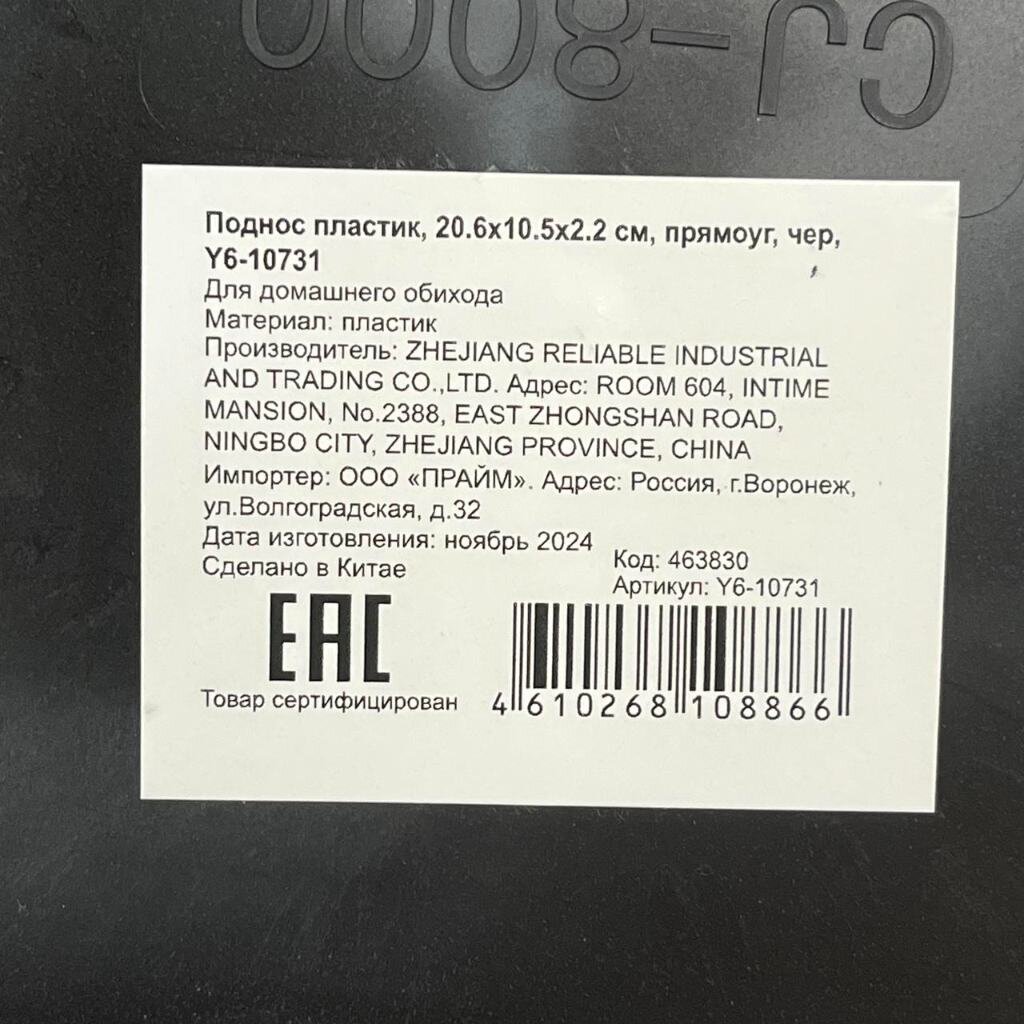 CJ-8000
Поднос пластик, 20.6х10.5х2.2 см, прямоуг, чер,
Y6-10731
Для домашнего обихода
Материал: пластик
Производитель: ZHEJIANG RELIABLE INDUSTRIAL
AND TRADING CO.,LTD. Адрес: ROOM 604, INTIME
MANSION, No.2388, EAST ZHONGSHAN ROAD,
NINGBO CITY, ZHEJIANG PROVINCE, CHINA
Импортер: ООО «ПРАЙМ». Адрес: Россия, г.Воронеж,
ул.Волгоградская, д.32
Дата изготовления: ноябрь 2024
Сделано в Китае
Код: 463830
Артикул: Y6-10731
EAC
Товар сертифицирован
4 610268 108866